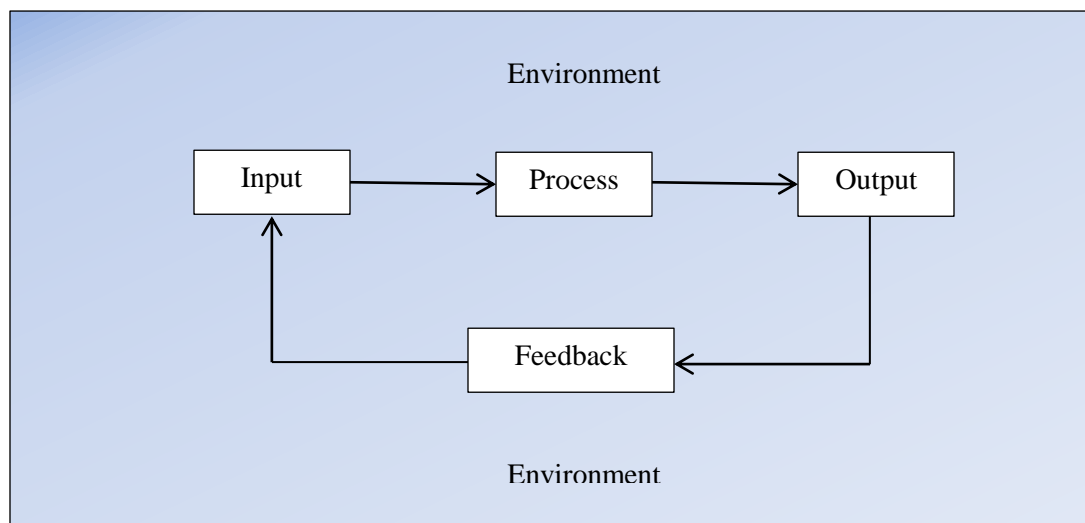 Environment
Input
Process
Output
Feedback
Environment